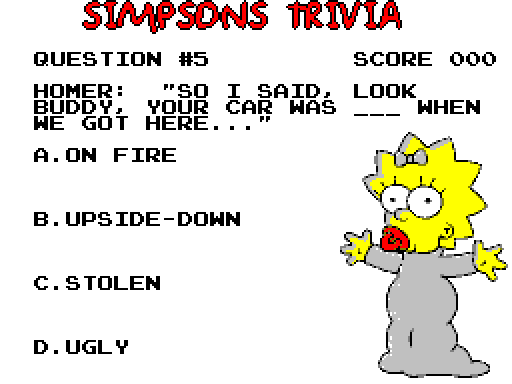 SIMPSONS TRIVIA
QUESTION #5 SCORE 000
HOMER: "SO I SAID, LOOK
BUDDY, YOUR CAR WAS ___ WHEN
WE GOT HERE..."
A.ON FIRE
B.UPSIDE-DOWN
C.STOLEN
D.UGLY